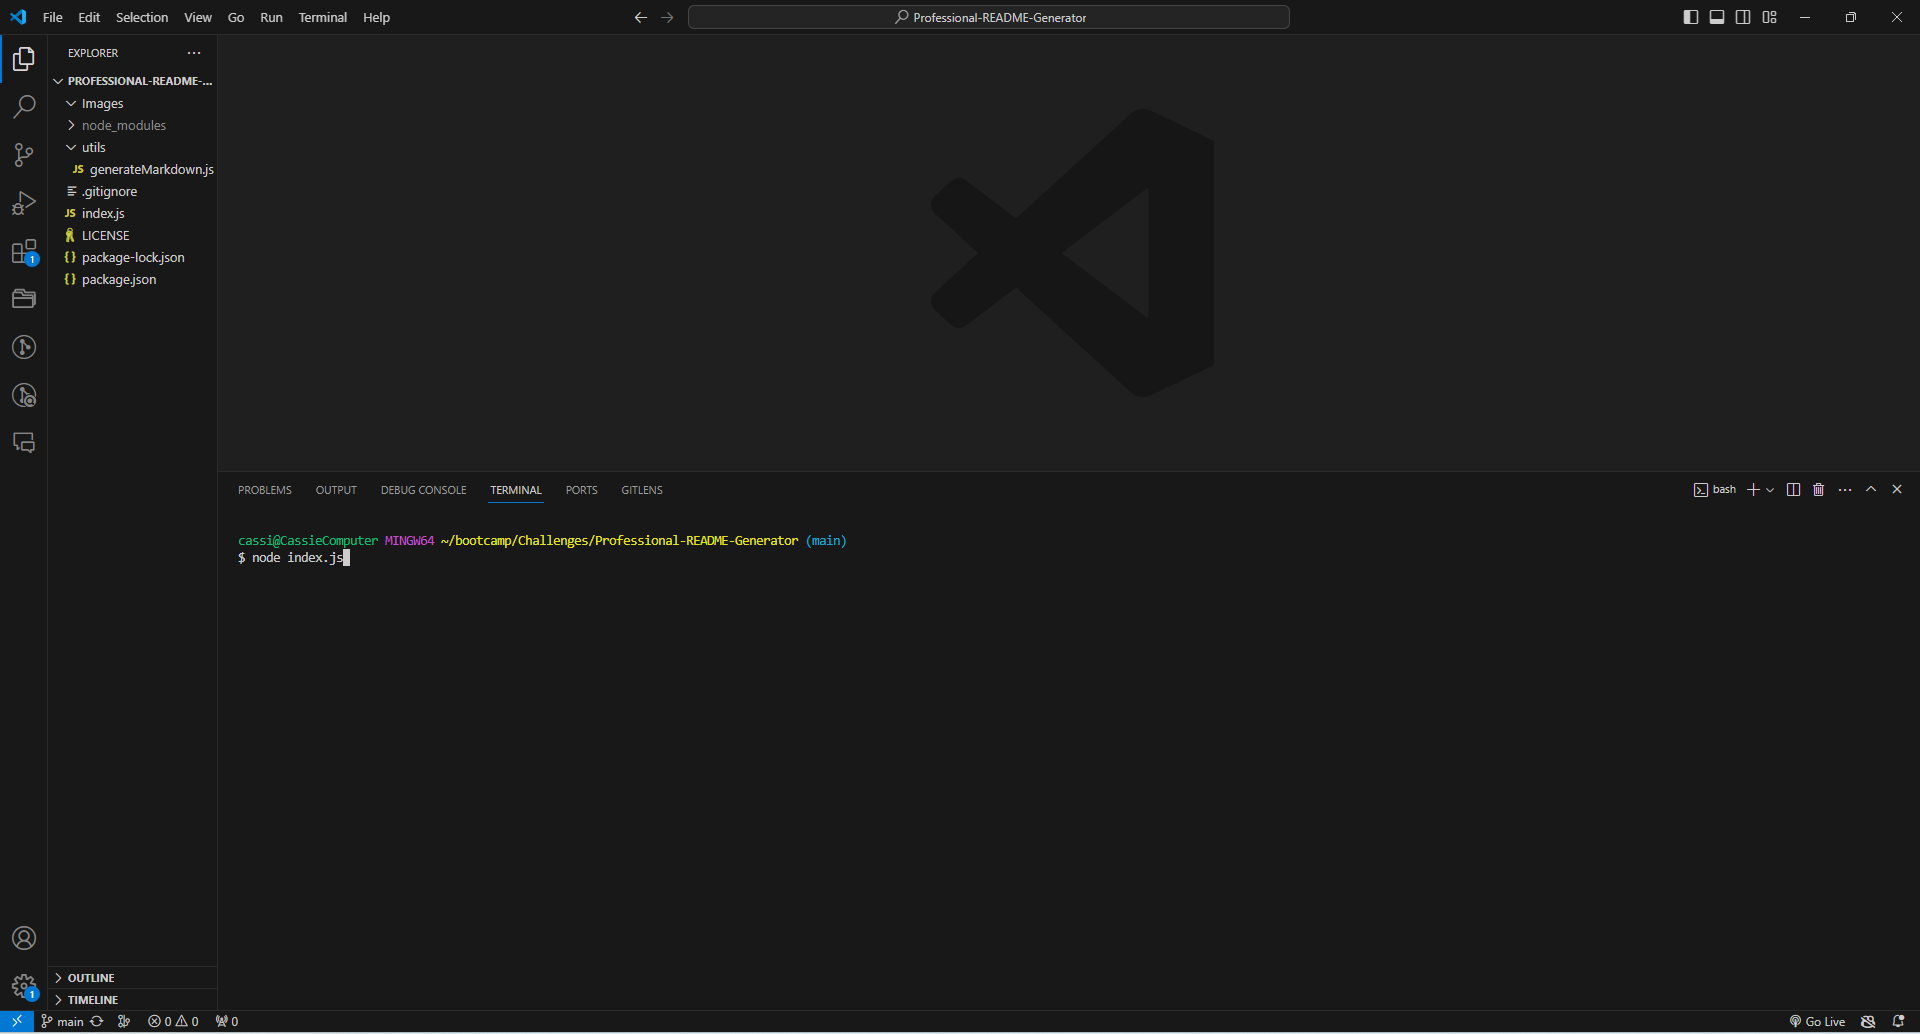 File Edit Selection View Go Run Terminal Help
Professional-README-Generator
EXPLORER
PROFESSIONAL-README-...
Images
node_modules
utils
JS generateMarkdown.js
.gitignore
JS index.js
LICENSE
{} package-lock.json
{} package.json
1
PROBLEMS OUTPUT DEBUG CONSOLE TERMINAL PORTS GITLENS
bash
cassi@CassieComputer MINGW64 ~/bootcamp/Challenges/Professional-README-Generator (main)
$ node index.js
OUTLINE
1
TIMELINE
main 0 0 0 Go Live